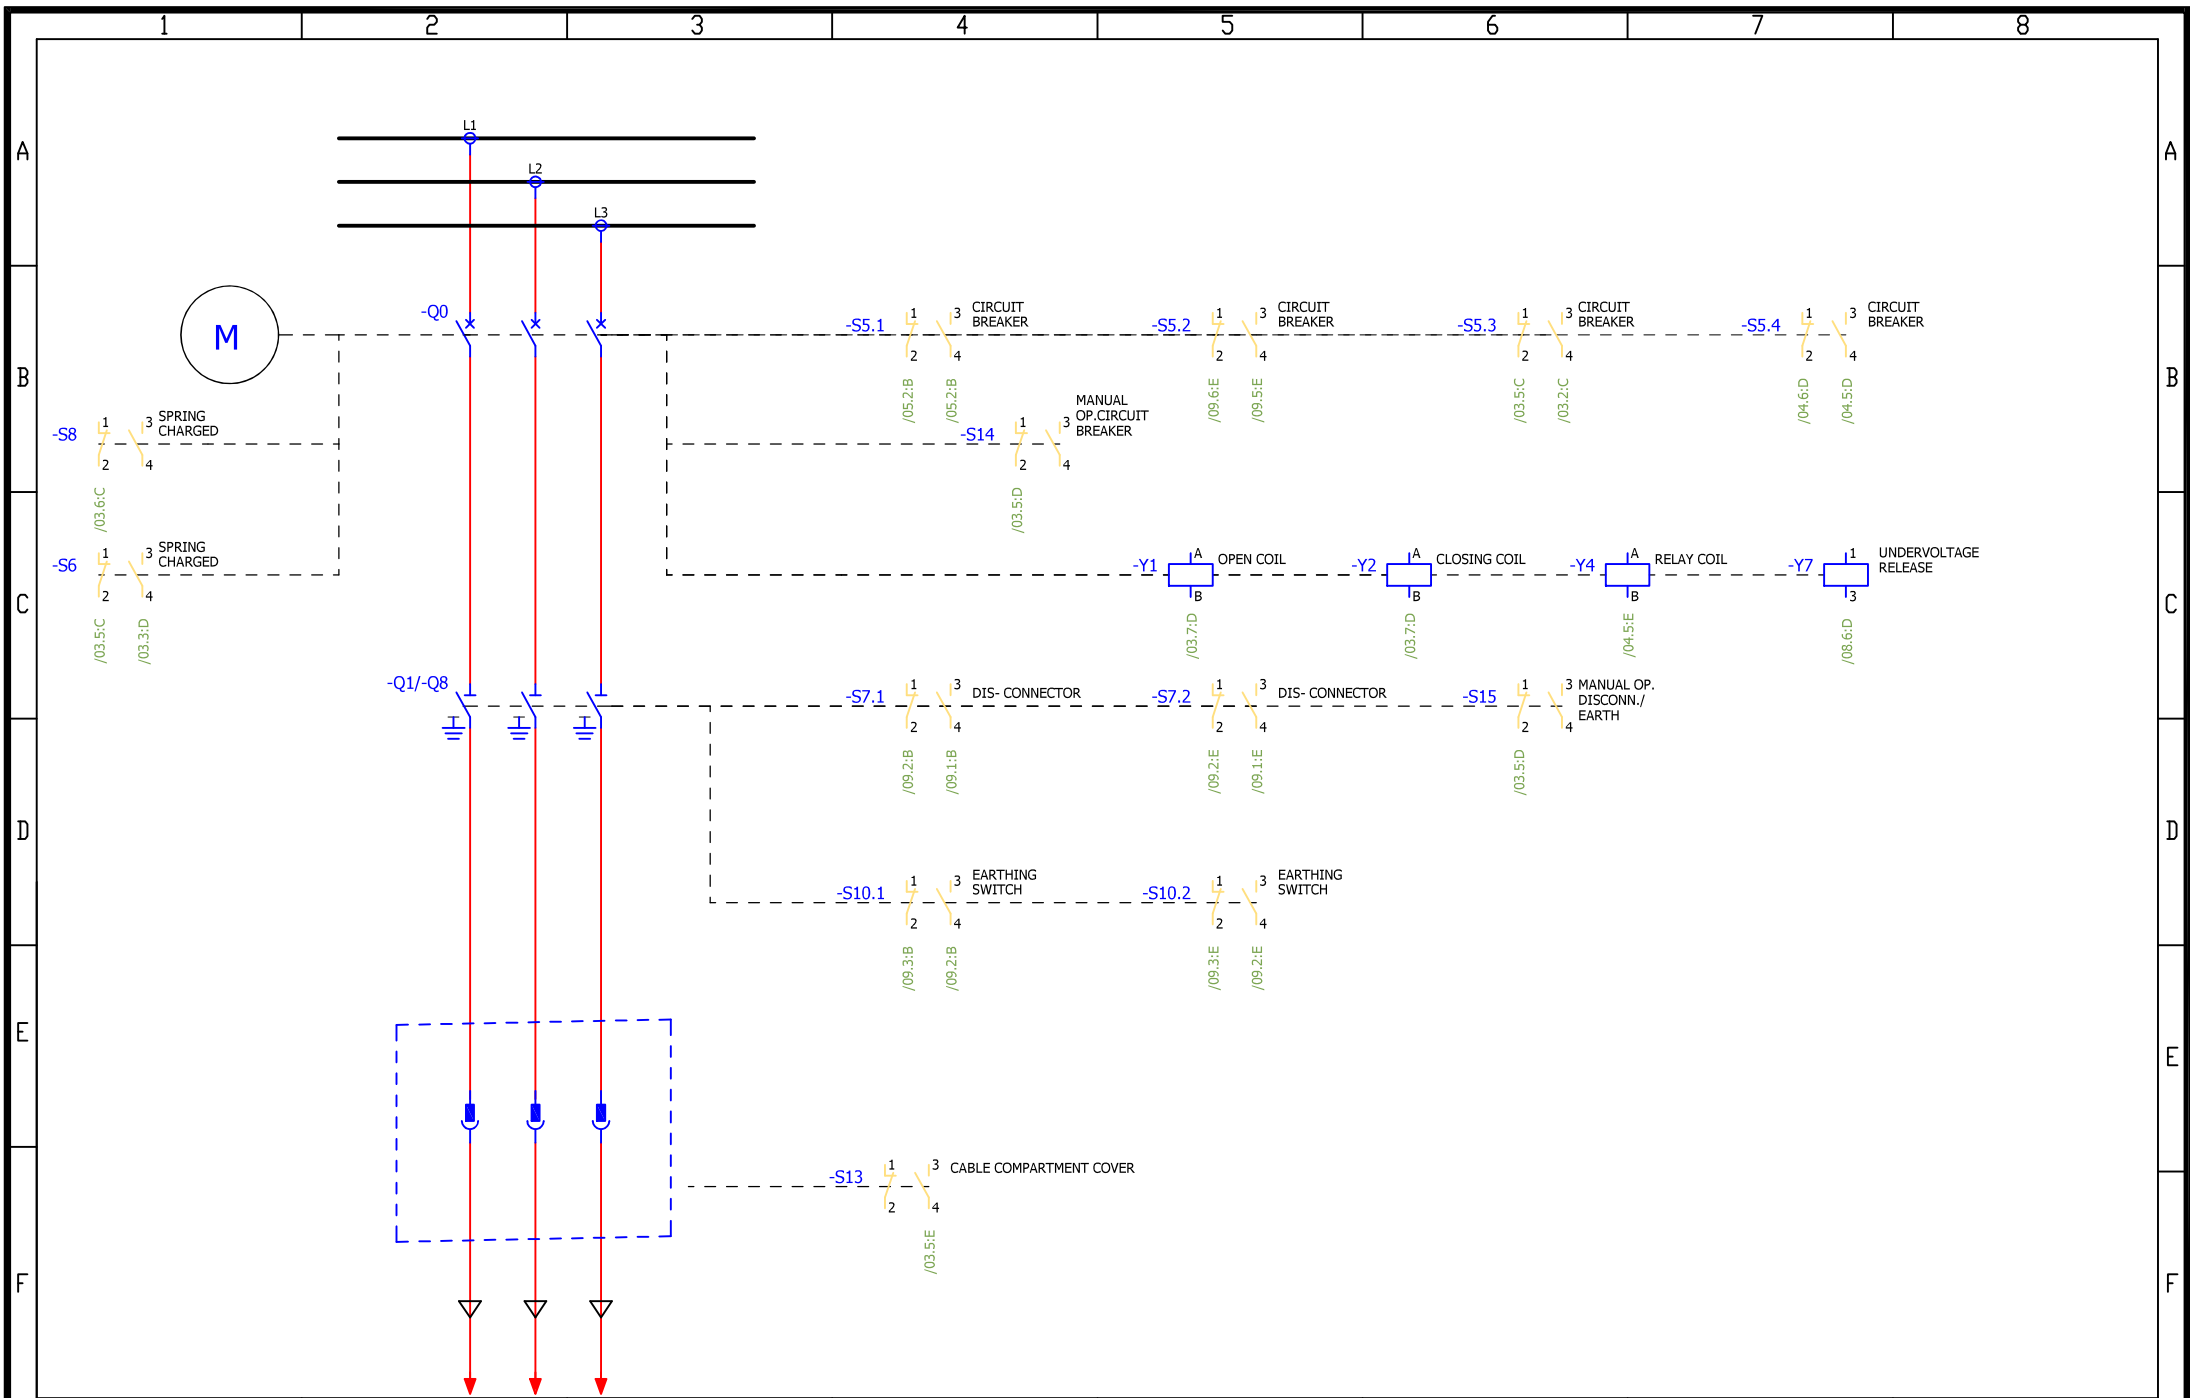 1 2 3 4 5 6 7 8
A A
L1
L2
L3
B B
M
-Q0
-S5.1 1 2 3 4 CIRCUIT
BREAKER
/05.2:B /05.2:B
-S5.2 1 2 3 4 CIRCUIT
BREAKER
/09.6:E /09.5:E
-S5.3 1 2 3 4 CIRCUIT
BREAKER
/03.5:C /03.2:C
-S5.4 1 2 3 4 CIRCUIT
BREAKER
/04.6:D /04.5:D
-S8 1 2 3 4 SPRING
CHARGED
/03.6:C
-S14 1 2 3 4 MANUAL
OP.CIRCUIT
BREAKER
/03.5:D
C C
-S6 1 2 3 4 SPRING
CHARGED
/03.5:C /03.3:D
-Y1 A B OPEN COIL
/03.7:D
-Y2 A B CLOSING COIL
/03.7:D
-Y4 A B RELAY COIL
/04.5:E
-Y7 1 3 UNDERVOLTAGE
RELEASE
/08.6:D
-Q1/-Q8
-S7.1 1 2 3 4 DIS- CONNECTOR
/09.2:B /09.1:B
-S7.2 1 2 3 4 DIS- CONNECTOR
/09.2:E /09.1:E
-S15 1 2 3 4 MANUAL OP.
DISCONN./
EARTH
/03.5:D
D D
-S10.1 1 2 3 4 EARTHING
SWITCH
/09.3:B /09.2:B
-S10.2 1 2 3 4 EARTHING
SWITCH
/09.3:E /09.2:E
E E
-S13 1 2 3 4 CABLE COMPARTMENT COVER
/03.5:E
F F